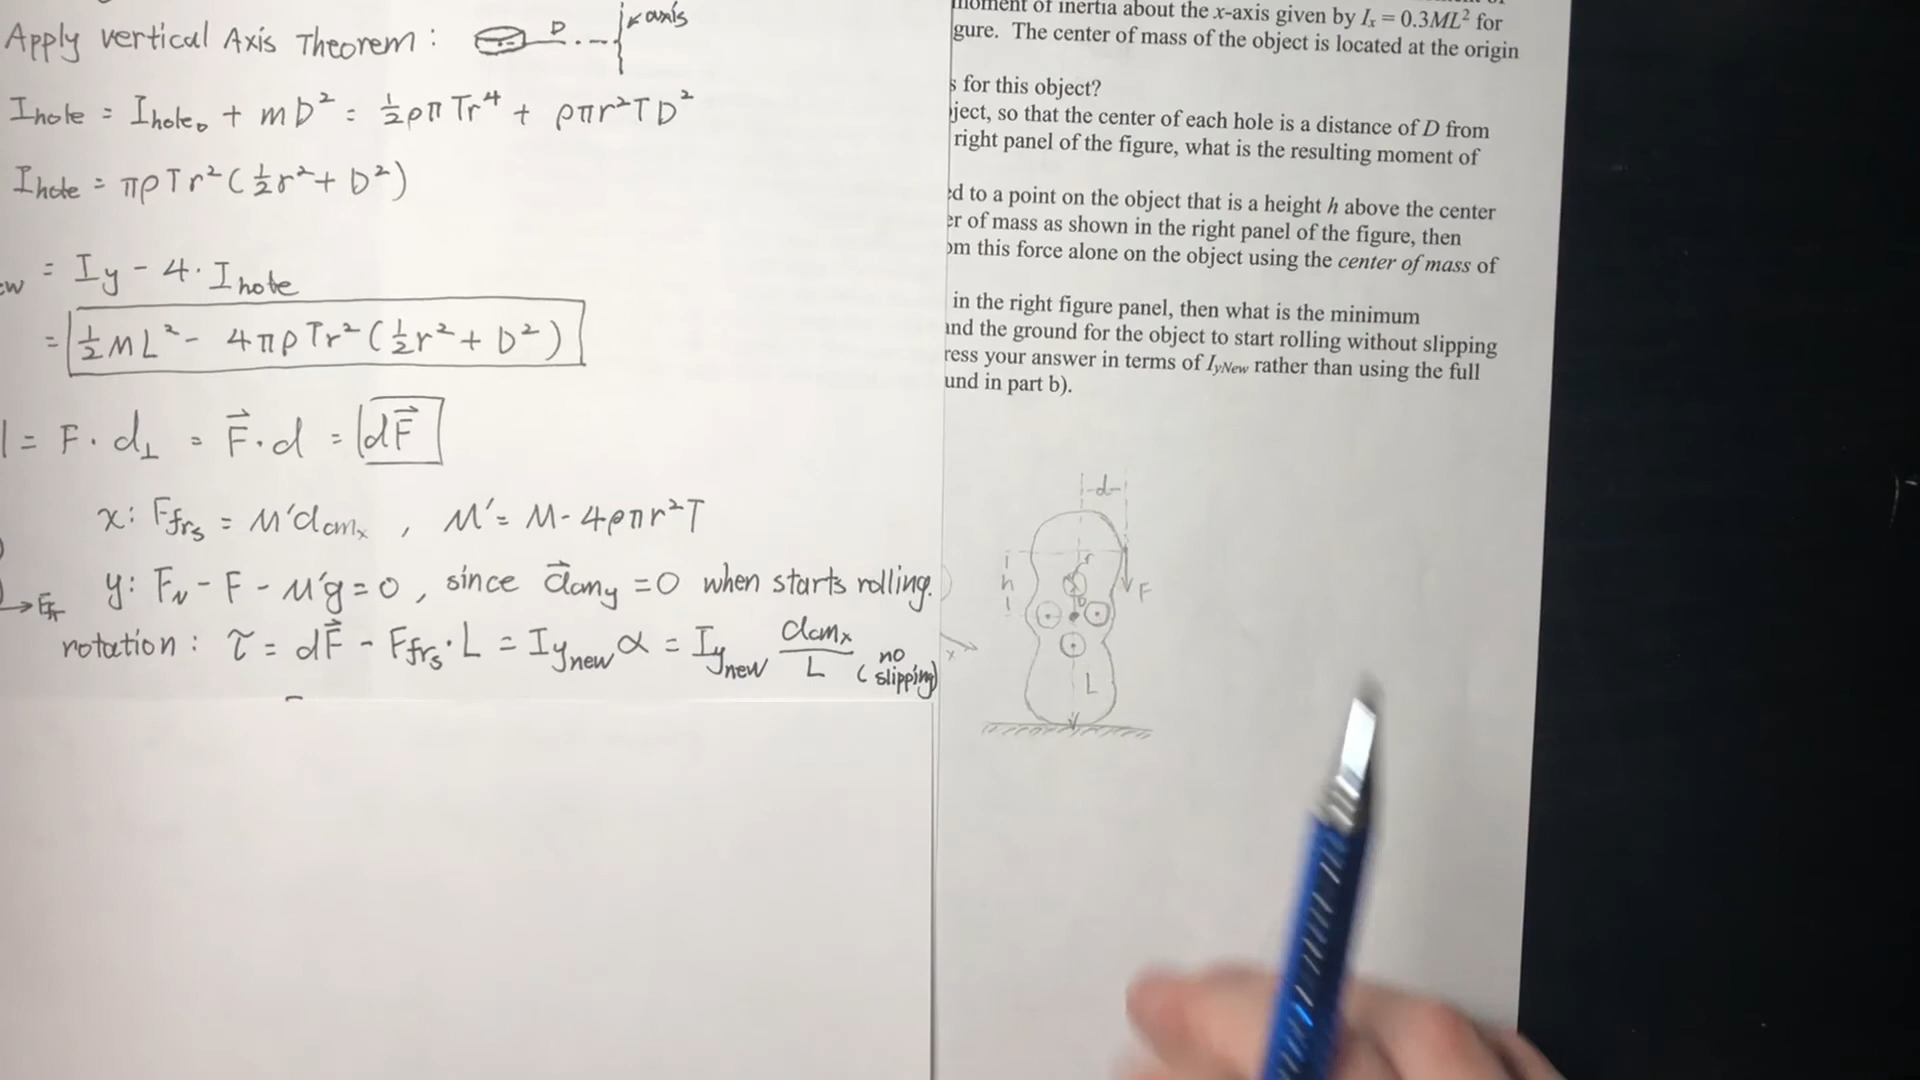 Apply vertical Axis Theorem : D axis
Ihole = Ihole₀ + mD² = ½ρπTr⁴ + ρπr²TD²
Ihole = πρTr²(½r² + D²)
= Iy - 4·Ihole
= ½ML² - 4πρTr²(½r² + D²)
= F·d⊥ = F⃗·d = dF⃗
x: Ffrs = M'acmx , M' = M - 4ρπr²T
y: FN - F - M'g = 0 , since a⃗cmy = 0 when starts rolling.
rotation : τ = dF⃗ - Ffrs·L = Iynew α = Iynew acmx/L (no slipping)
moment of inertia about the x-axis given by Ix = 0.3ML² for
gure. The center of mass of the object is located at the origin
s for this object?
ject, so that the center of each hole is a distance of D from
right panel of the figure, what is the resulting moment of
ed to a point on the object that is a height h above the center
er of mass as shown in the right panel of the figure, then
om this force alone on the object using the center of mass of
in the right figure panel, then what is the minimum
and the ground for the object to start rolling without slipping
ress your answer in terms of IyNew rather than using the full
und in part b).
d
r
h
F
D
x
L